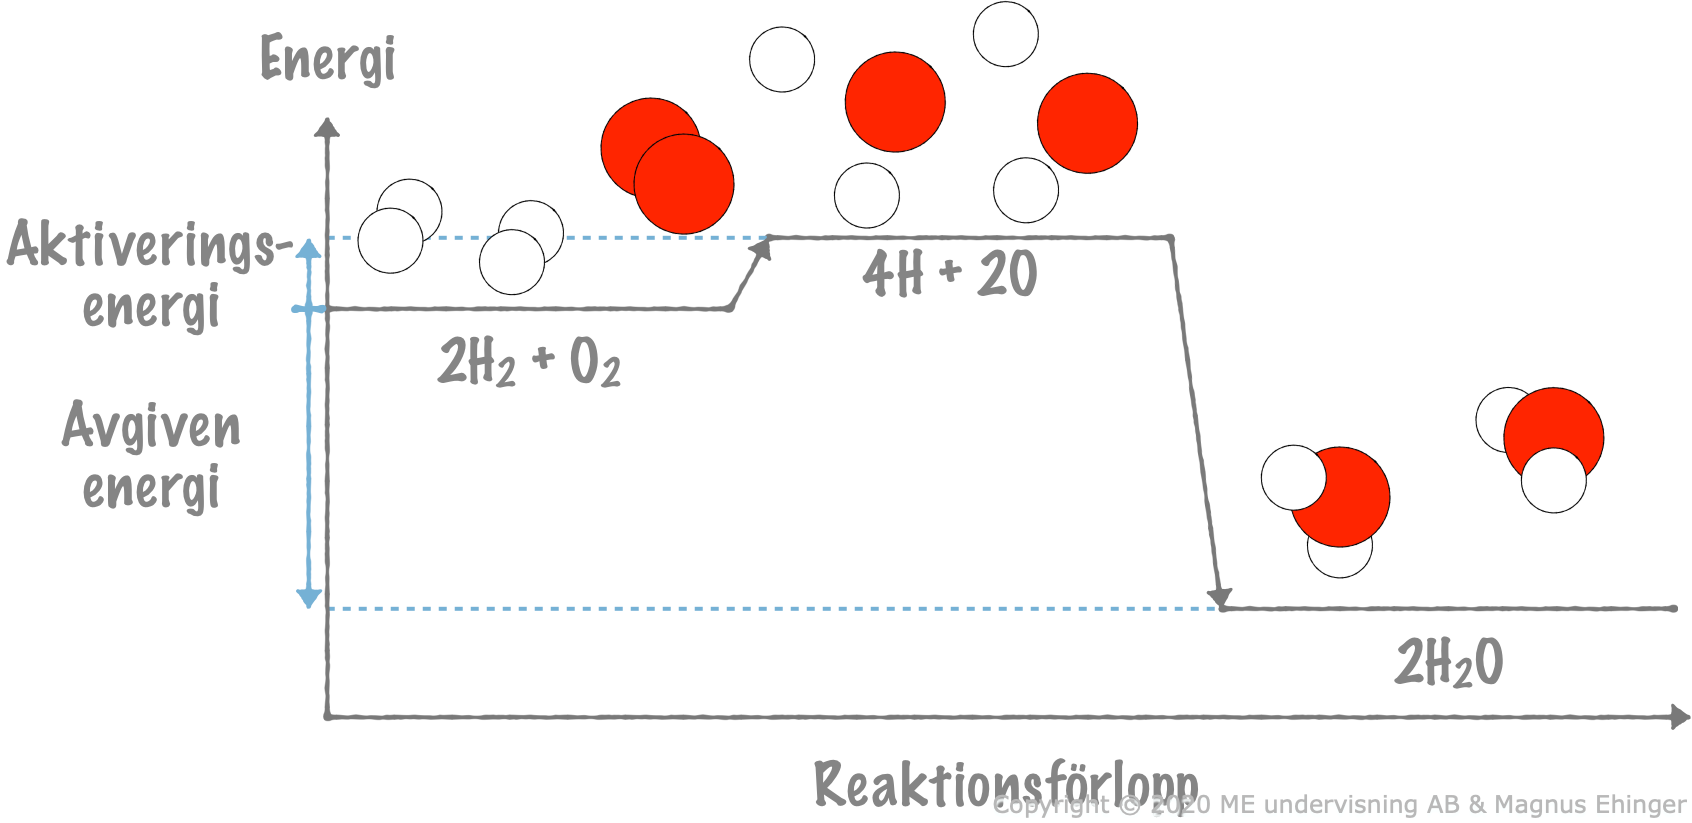 Energi
Aktiverings-
energi
4H + 2O
2H₂ + O₂
Avgiven
energi
2H₂O
Reaktionsförlopp
Copyright © 2020 ME undervisning AB & Magnus Ehinger